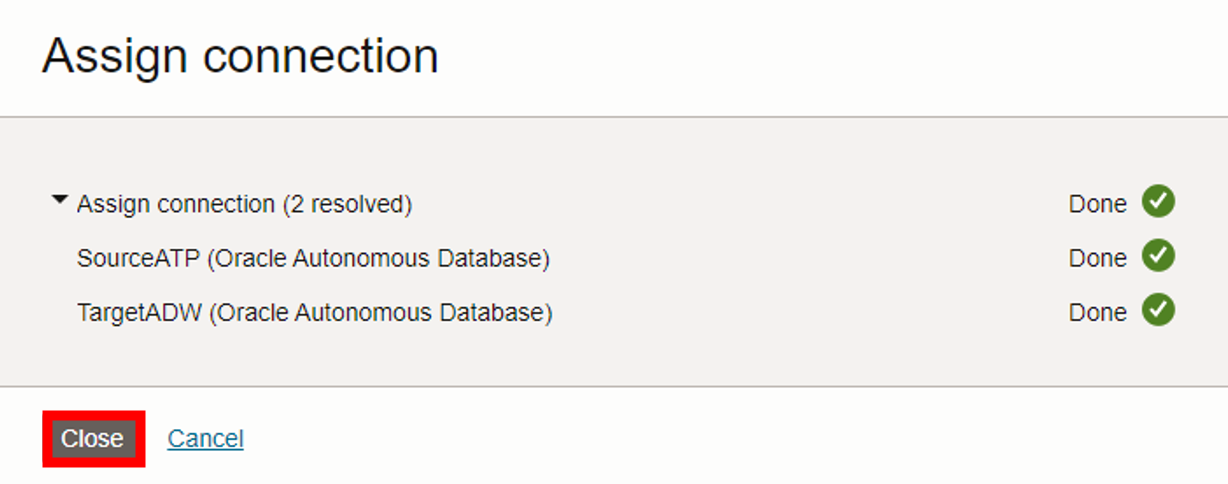 Assign connection
Assign connection (2 resolved) Done
SourceATP (Oracle Autonomous Database) Done
TargetADW (Oracle Autonomous Database) Done
Close Cancel